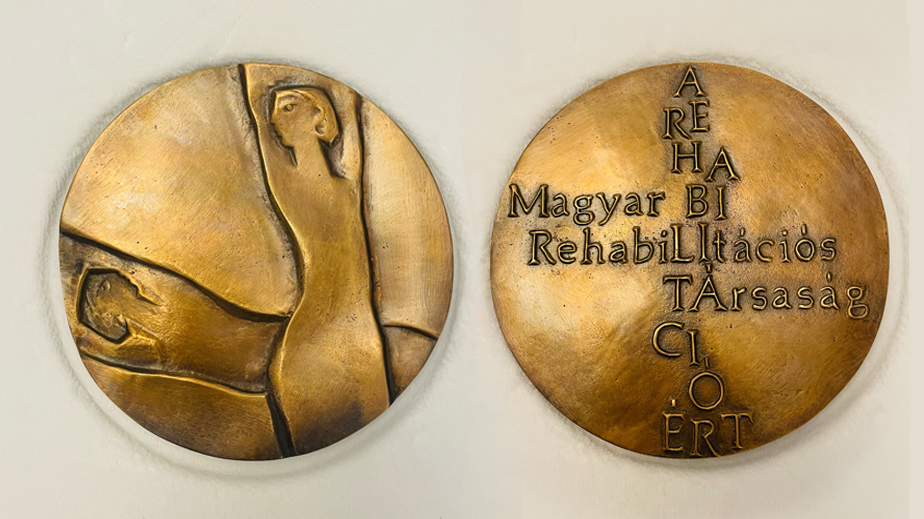 A
RE
HA
Magyar BI
RehabiLItációs
TÁrsaság
CI
Ó
ÉRT